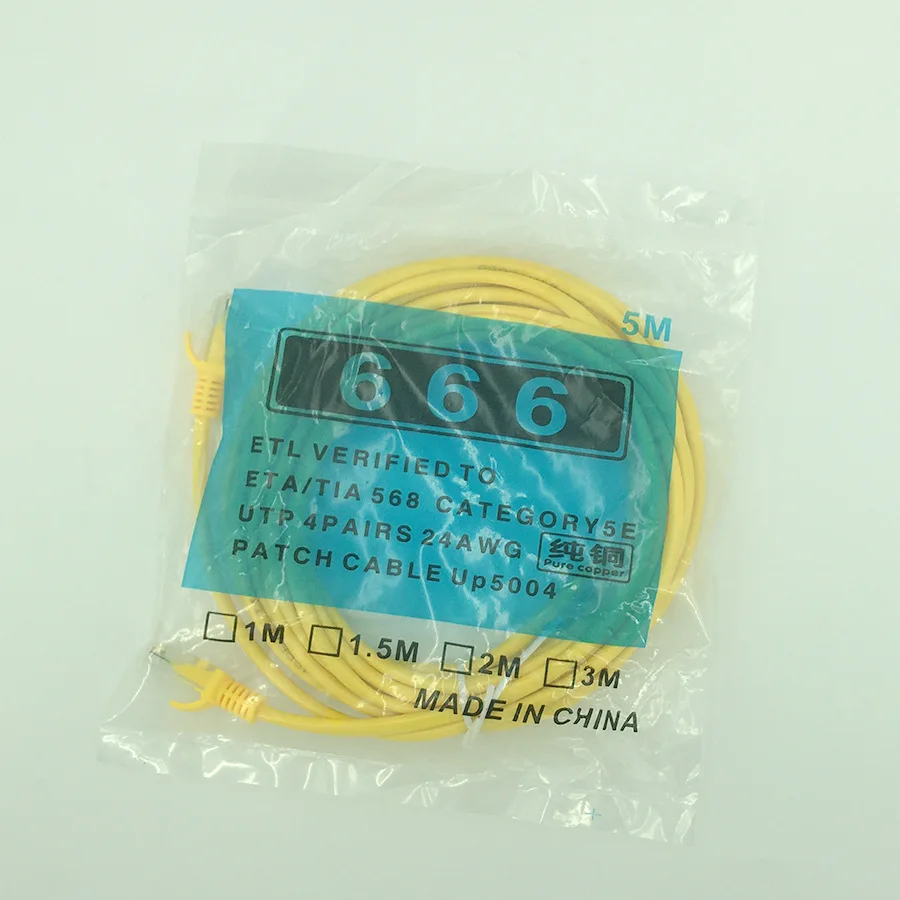 5M
666
ETL VERIFIED TO
ETA/TIA 568 CATEGORY5E
UTP 4PAIRS 24AWG 纯铜
Pure copper
PATCH CABLE Up5004
1M 1.5M 2M 3M
MADE IN CHINA